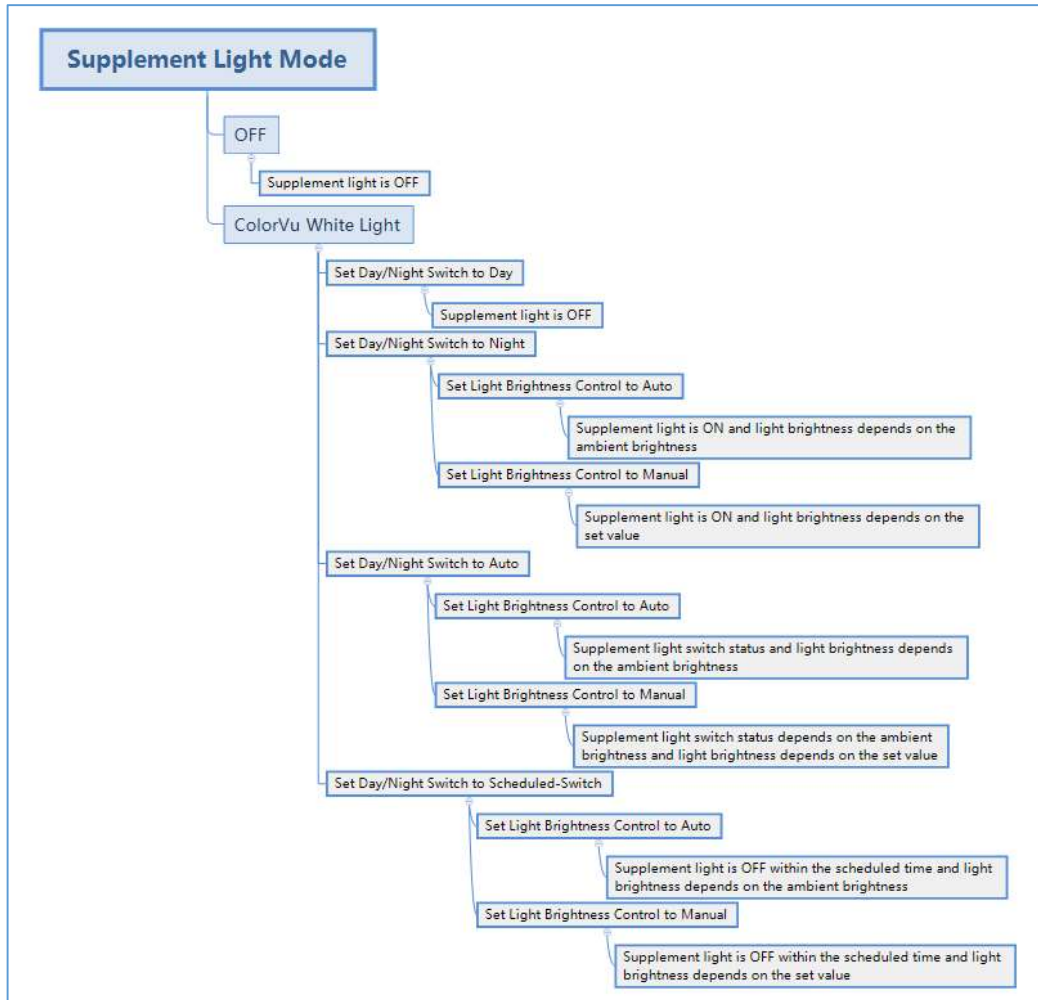 Supplement Light Mode
OFF
Supplement light is OFF
ColorVu White Light
Set Day/Night Switch to Day
Supplement light is OFF
Set Day/Night Switch to Night
Set Light Brightness Control to Auto
Supplement light is ON and light brightness depends on the
ambient brightness
Set Light Brightness Control to Manual
Supplement light is ON and light brightness depends on the
set value
Set Day/Night Switch to Auto
Set Light Brightness Control to Auto
Supplement light switch status and light brightness depends
on the ambient brightness
Set Light Brightness Control to Manual
Supplement light switch status depends on the ambient
brightness and light brightness depends on the set value
Set Day/Night Switch to Scheduled-Switch
Set Light Brightness Control to Auto
Supplement light is OFF within the scheduled time and light
brightness depends on the ambient brightness
Set Light Brightness Control to Manual
Supplement light is OFF within the scheduled time and light
brightness depends on the set value